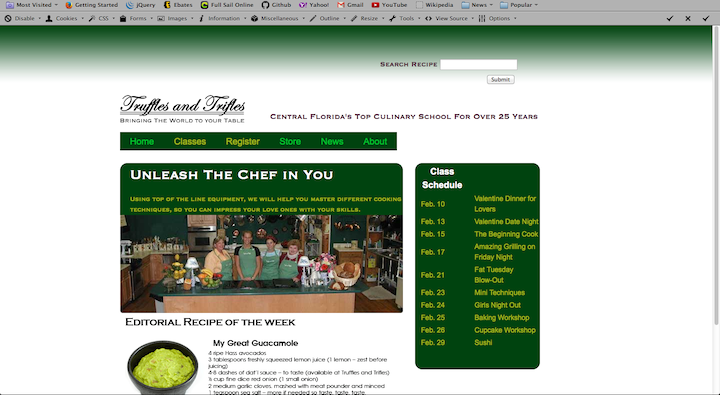 Most Visited Getting Started jQuery Ebates Full Sail Online Github Yahoo! Gmail YouTube Wikipedia News Popular
Disable Cookies CSS Forms Images Information Miscellaneous Outline Resize Tools View Source Options
Search Recipe
Submit
Truffles and Trifles
Bringing The World to your Table
Central Florida's Top Culinary School For Over 25 Years
Home Classes Register Store News About
Unleash The Chef in You
Using top of the line equipment, we will help you master different cooking
techniques, so you can impress your love ones with your skills.
Class
Schedule
Feb. 10 Valentine Dinner for
Lovers
Feb. 13 Valentine Date Night
Feb. 15 The Beginning Cook
Feb. 17 Amazing Grilling on
Friday Night
Feb. 21 Fat Tuesday
Blow-Out
Feb. 23 Mini Techniques
Feb. 24 Girls Night Out
Feb. 25 Baking Workshop
Feb. 28 Cupcake Workshop
Feb. 29 Sushi
Editorial Recipe of the week
My Great Guacamole
4 ripe Hass avocados
3 tablespoons freshly squeezed lemon juice (1 lemon – zest before
juicing)
4-8 dashes of dat'l sauce – to taste (available at Truffles and Trifles)
½ cup fine dice red onion (1 small onion)
2 medium garlic cloves, mashed with meat pounder and minced
1 teaspoon sea salt – more if needed so taste, taste, taste.